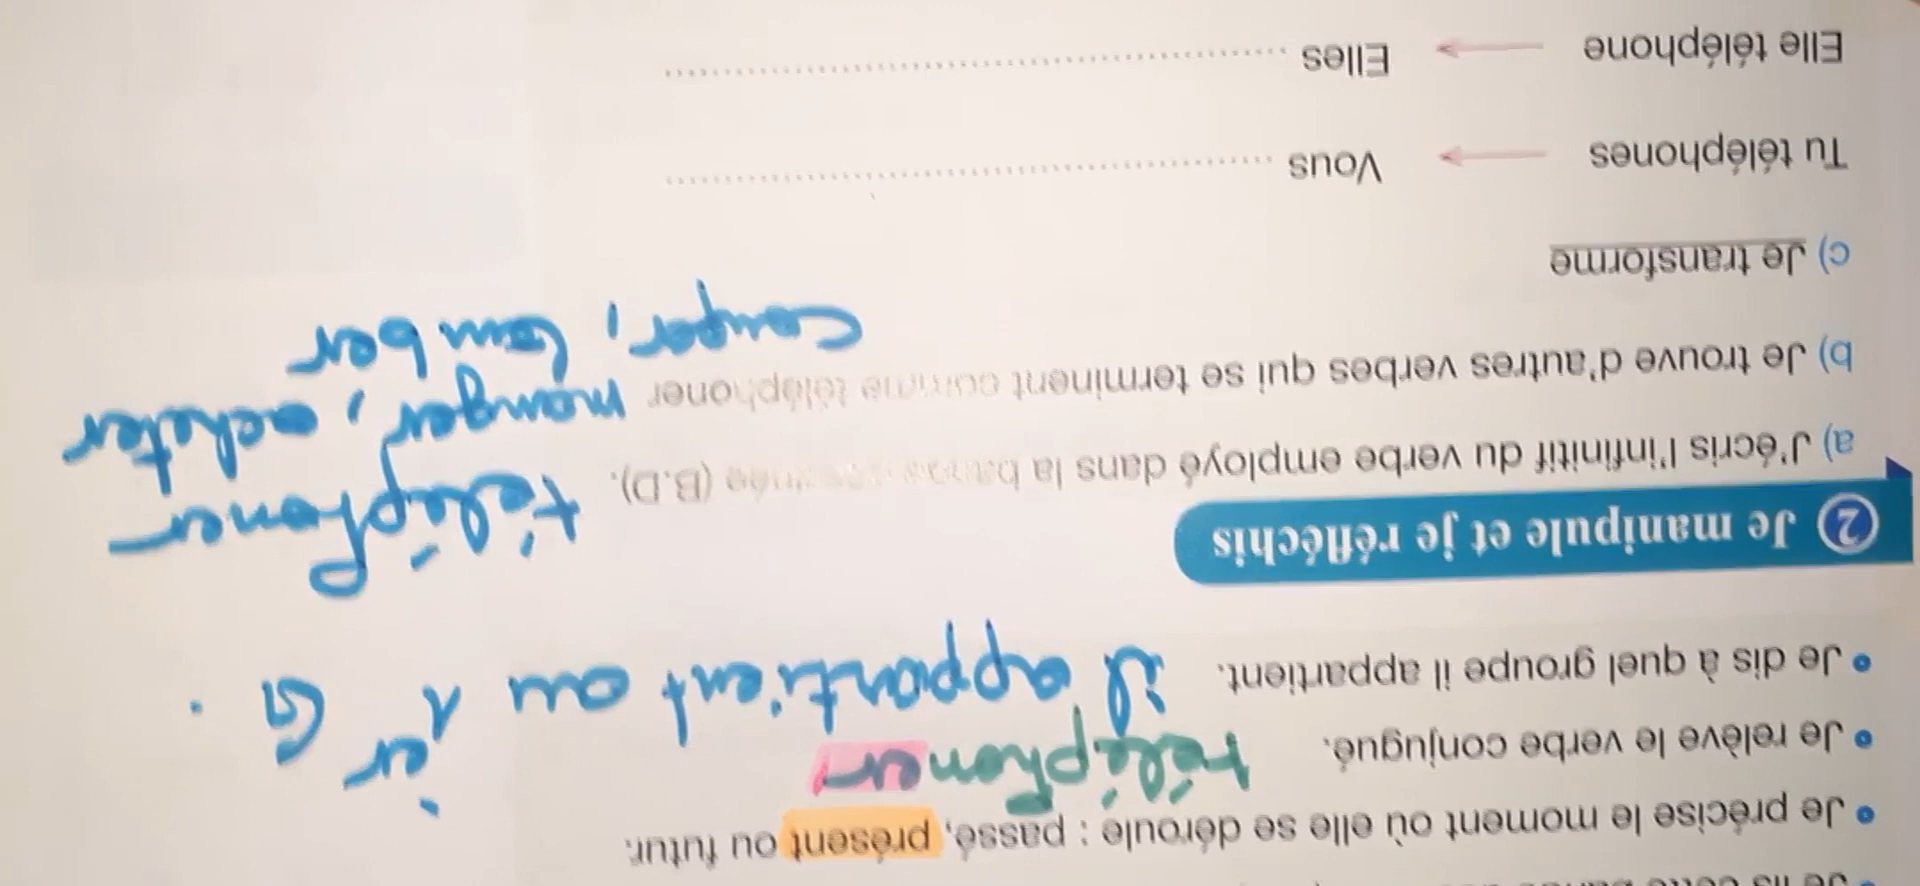 • Je précise le moment où elle se déroule : passé, présent ou futur.
• Je relève le verbe conjugué. téléphoner
• Je dis à quel groupe il appartient. il appartient au 1 er G.
2 Je manipule et je réfléchis
a) J'écris l'infinitif du verbe employé dans la (B.D). téléphoner
b) Je trouve d'autres verbes qui se terminent comme téléphoner manger, acheter
couper, tomber
c) Je transforme
Tu téléphones → Vous
Elle téléphone → Elles